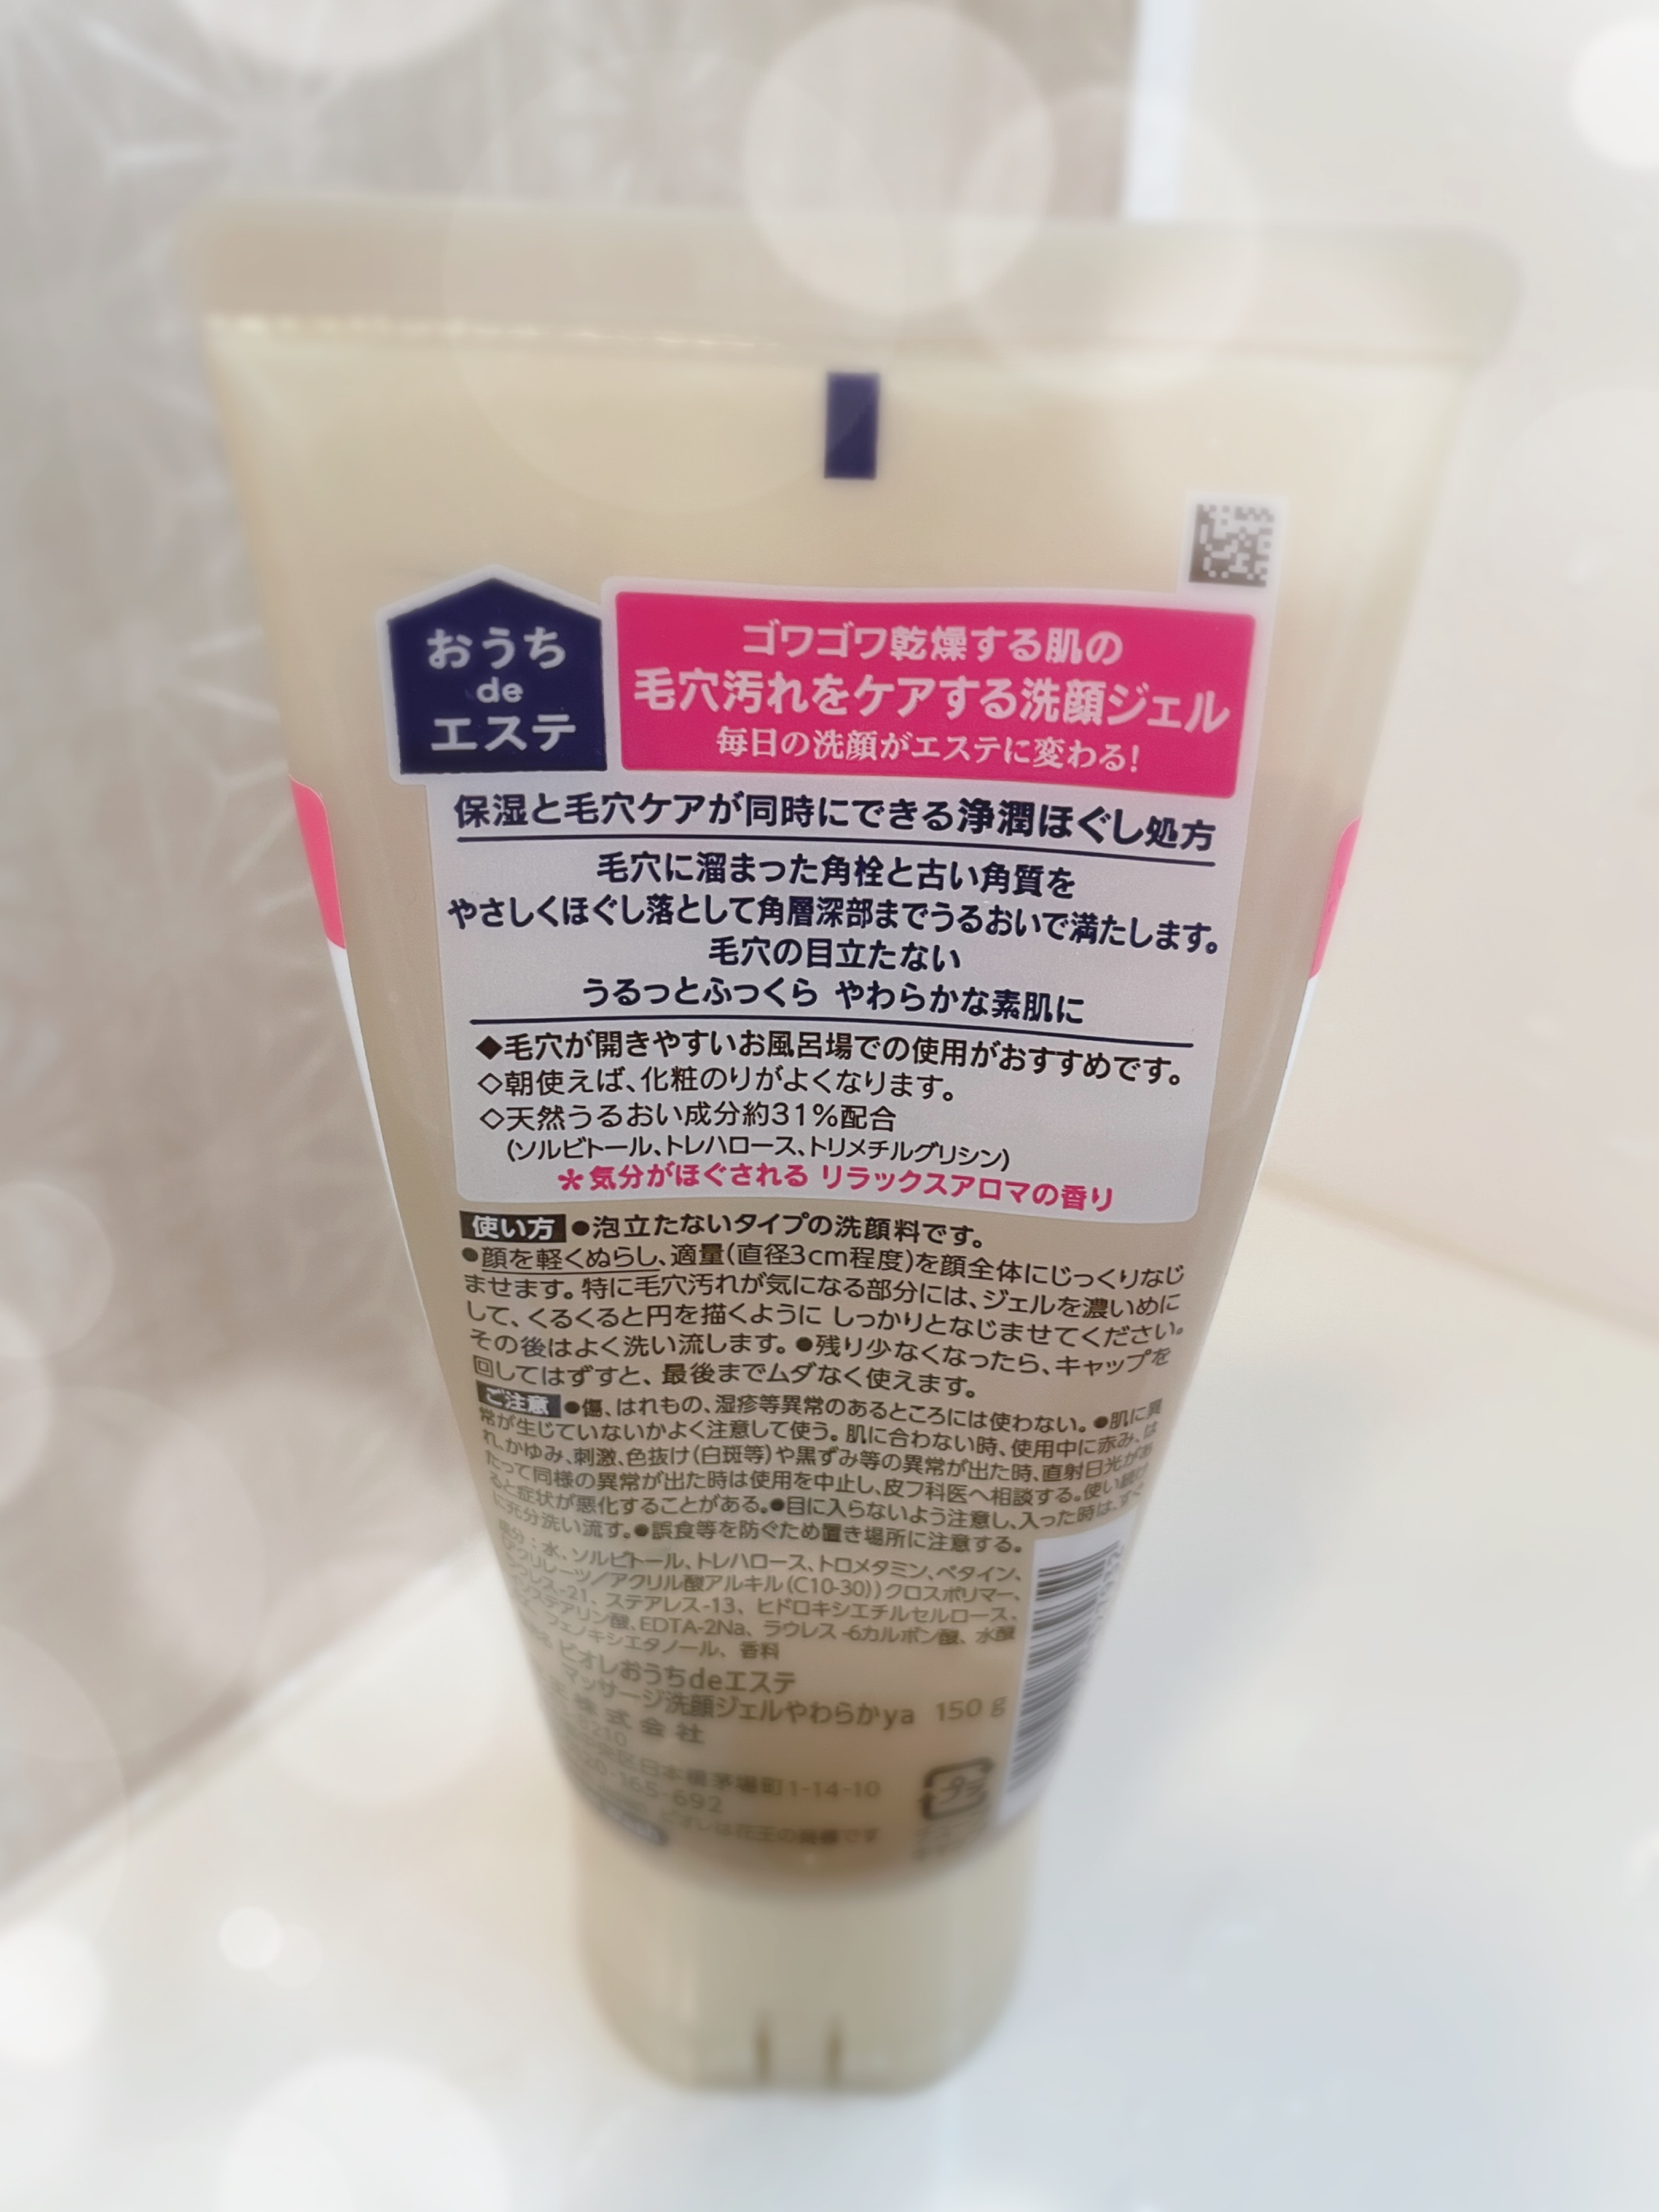 おうち
de
エステ
ゴワゴワ乾燥する肌の
毛穴汚れをケアする洗顔ジェル
毎日の洗顔がエステに変わる!
保湿と毛穴ケアが同時にできる浄潤ほぐし処方
毛穴に溜まった角栓と古い角質を
やさしくほぐし落として角層深部までうるおいで満たします。
毛穴の目立たない
うるっとふっくら やわらかな素肌に
◆毛穴が開きやすいお風呂場での使用がおすすめです。
◇朝使えば、化粧のりがよくなります。
◇天然うるおい成分約31%配合
(ソルビトール、トレハロース、トリメチルグリシン)
*気分がほぐされる リラックスアロマの香り
使い方 ●泡立たないタイプの洗顔料です。
●顔を軽くぬらし、適量(直径3cm程度)を顔全体にじっくりなじ
ませます。特に毛穴汚れが気になる部分には、ジェルを濃いめに
して、くるくると円を描くように しっかりとなじませてください。
その後はよく洗い流します。●残り少なくなったら、キャップを
回してはずすと、最後までムダなく使えます。
ご注意 ●傷、はれもの、湿疹等異常のあるところには使わない。●肌に異
常が生じていないかよく注意して使う。肌に合わない時、使用中に赤み、は
れ、かゆみ、刺激、色抜け(白斑等)や黒ずみ等の異常が出た時、直射日光があ
たって同様の異常が出た時は使用を中止し、皮フ科医へ相談する。使い続け
ると症状が悪化することがある。●目に入らないよう注意し、入った時は、すぐ
に充分洗い流す。●誤食等を防ぐため置き場所に注意する。
成分:水、ソルビトール、トレハロース、トロメタミン、ベタイン、
(アクリレーツ/アクリル酸アルキル(C10-30))クロスポリマー、
-21、ステアレス-13、ヒドロキシエチルセルロース、
ステアリン酸、EDTA-2Na、ラウレス-6カルボン酸、水酸
フェノキシエタノール、香料
ビオレおうちdeエステ
マッサージ洗顔ジェルやわらかya 150g
王株式会社
-8210
区日本橋茅場町1-14-10
0-165-692
ビオレは花王の商標です
プラ